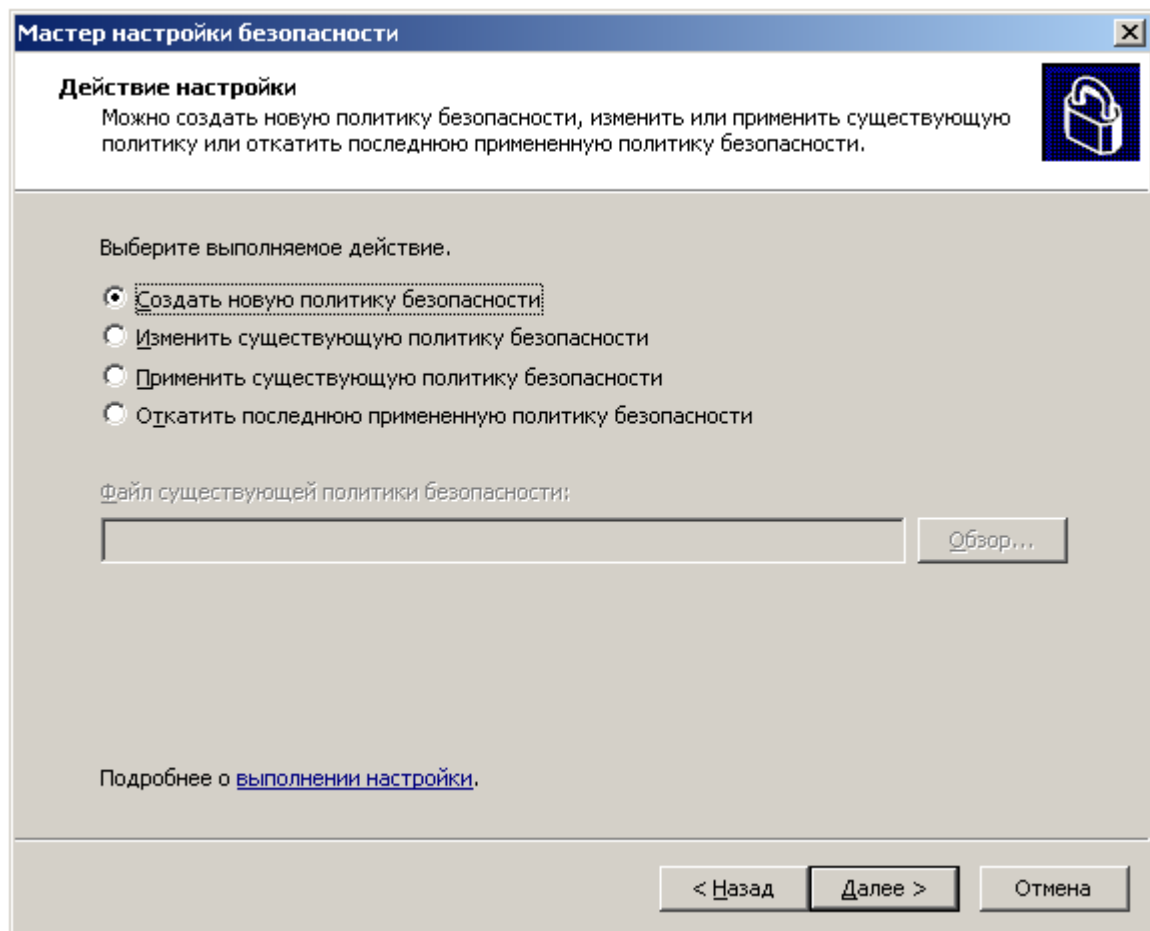 Мастер настройки безопасности
Действие настройки
Можно создать новую политику безопасности, изменить или применить существующую
политику или откатить последнюю примененную политику безопасности.
Выберите выполняемое действие.
Создать новую политику безопасности
Изменить существующую политику безопасности
Применить существующую политику безопасности
Откатить последнюю примененную политику безопасности
Файл существующей политики безопасности:
Обзор...
Подробнее о выполнении настройки.
< Назад Далее > Отмена